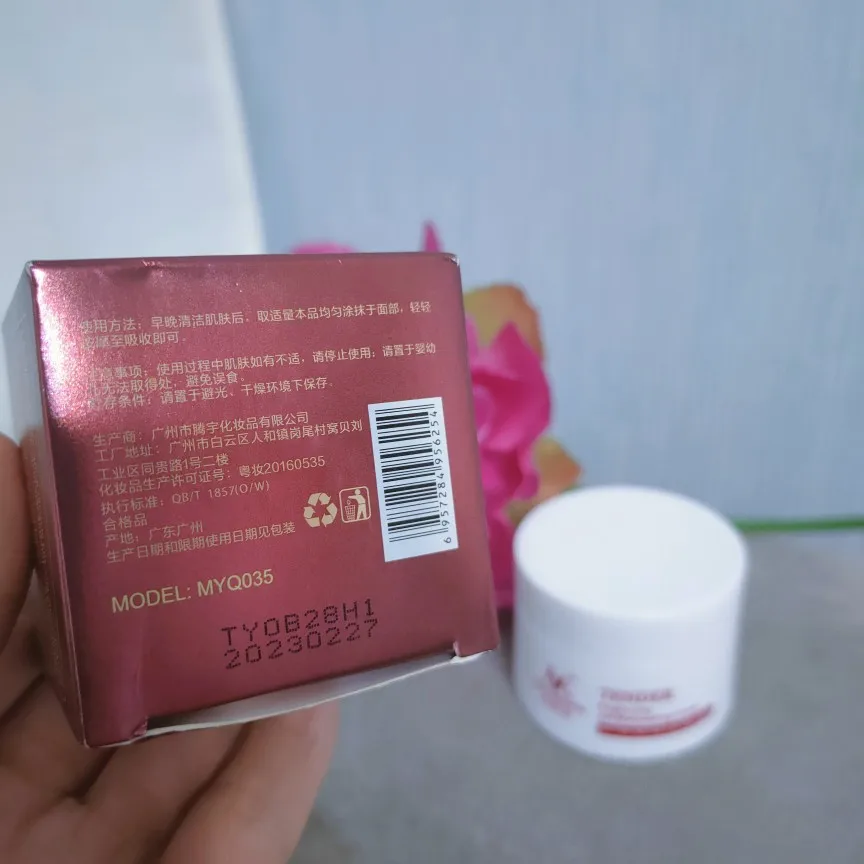 使用方法：早晚清洁肌肤后、取适量本品均匀涂抹于面部，轻轻
按摩至吸收即可。
注意事项：使用过程中肌肤如有不适，请停止使用；请置于婴幼
儿无法取得处，避免误食。
保存条件：请置于避光、干燥环境下保存。
生产商：广州市腾宇化妆品有限公司
工厂地址：广州市白云区人和镇岗尾村窝贝刘
工业区同贵路1号二楼
化妆品生产许可证号：粤妆20160535
执行标准：QB/T 1857(O/W)
合格品
产地：广东广州
生产日期和限期使用日期见包装
6957284956254
MODEL: MYQ035
TYOB28H1
20230227